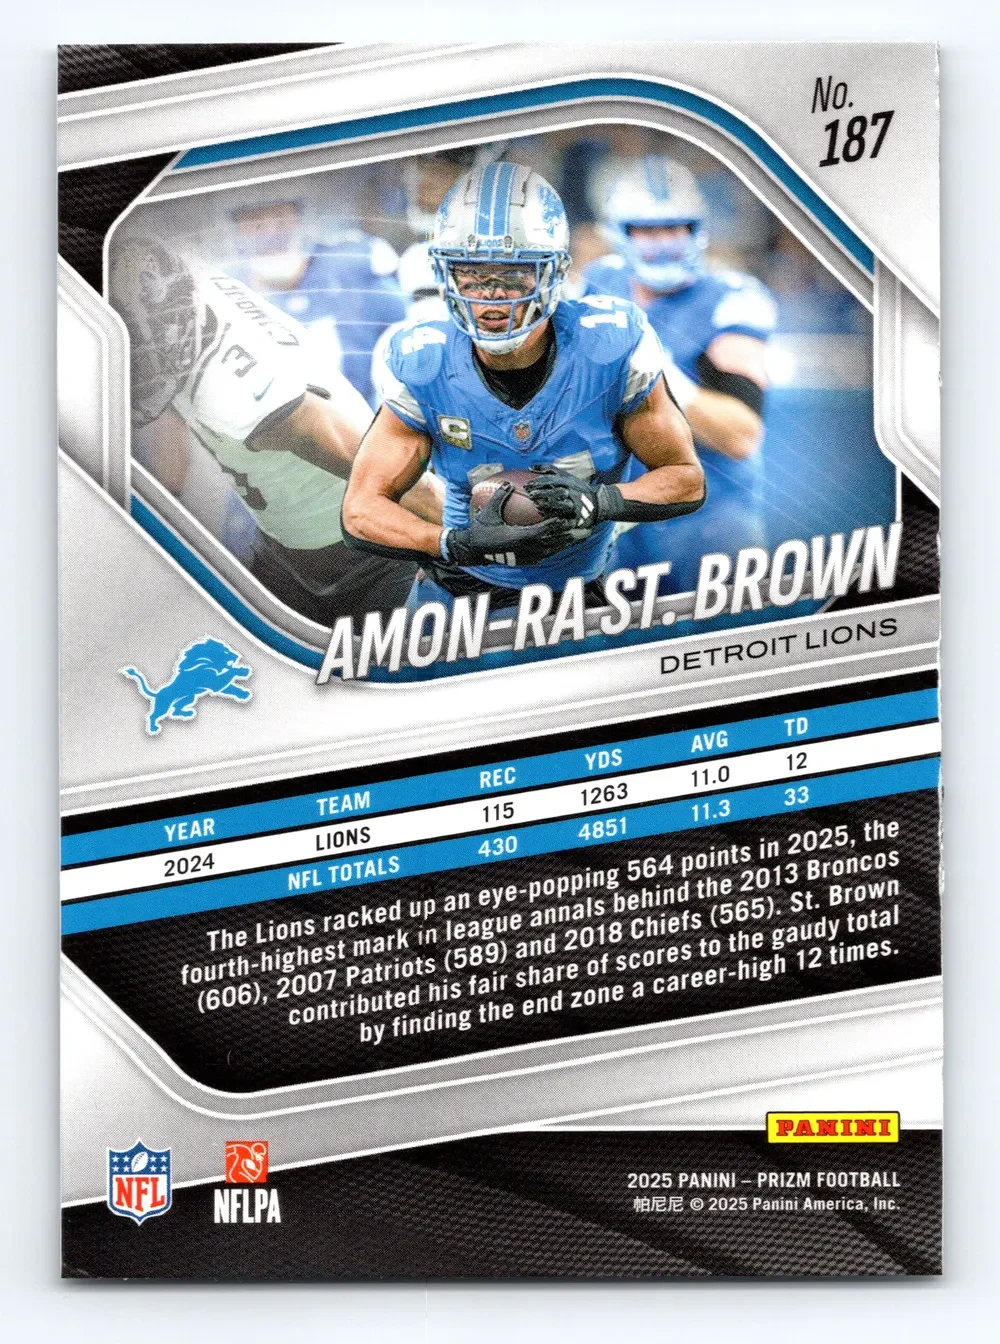 No.
187
LIONS
14
14
C
3
AMON-RA ST. BROWN
DETROIT LIONS
YEAR TEAM REC YDS AVG TD
2024 LIONS 115 1263 11.0 12
NFL TOTALS 430 4851 11.3 33
The Lions racked up an eye-popping 564 points in 2025, the
fourth-highest mark in league annals behind the 2013 Broncos
(606), 2007 Patriots (589) and 2018 Chiefs (565). St. Brown
contributed his fair share of scores to the gaudy total
by finding the end zone a career-high 12 times.
PANINI
NFL
NFLPA
2025 PANINI – PRIZM FOOTBALL
帕尼尼 © 2025 Panini America, Inc.